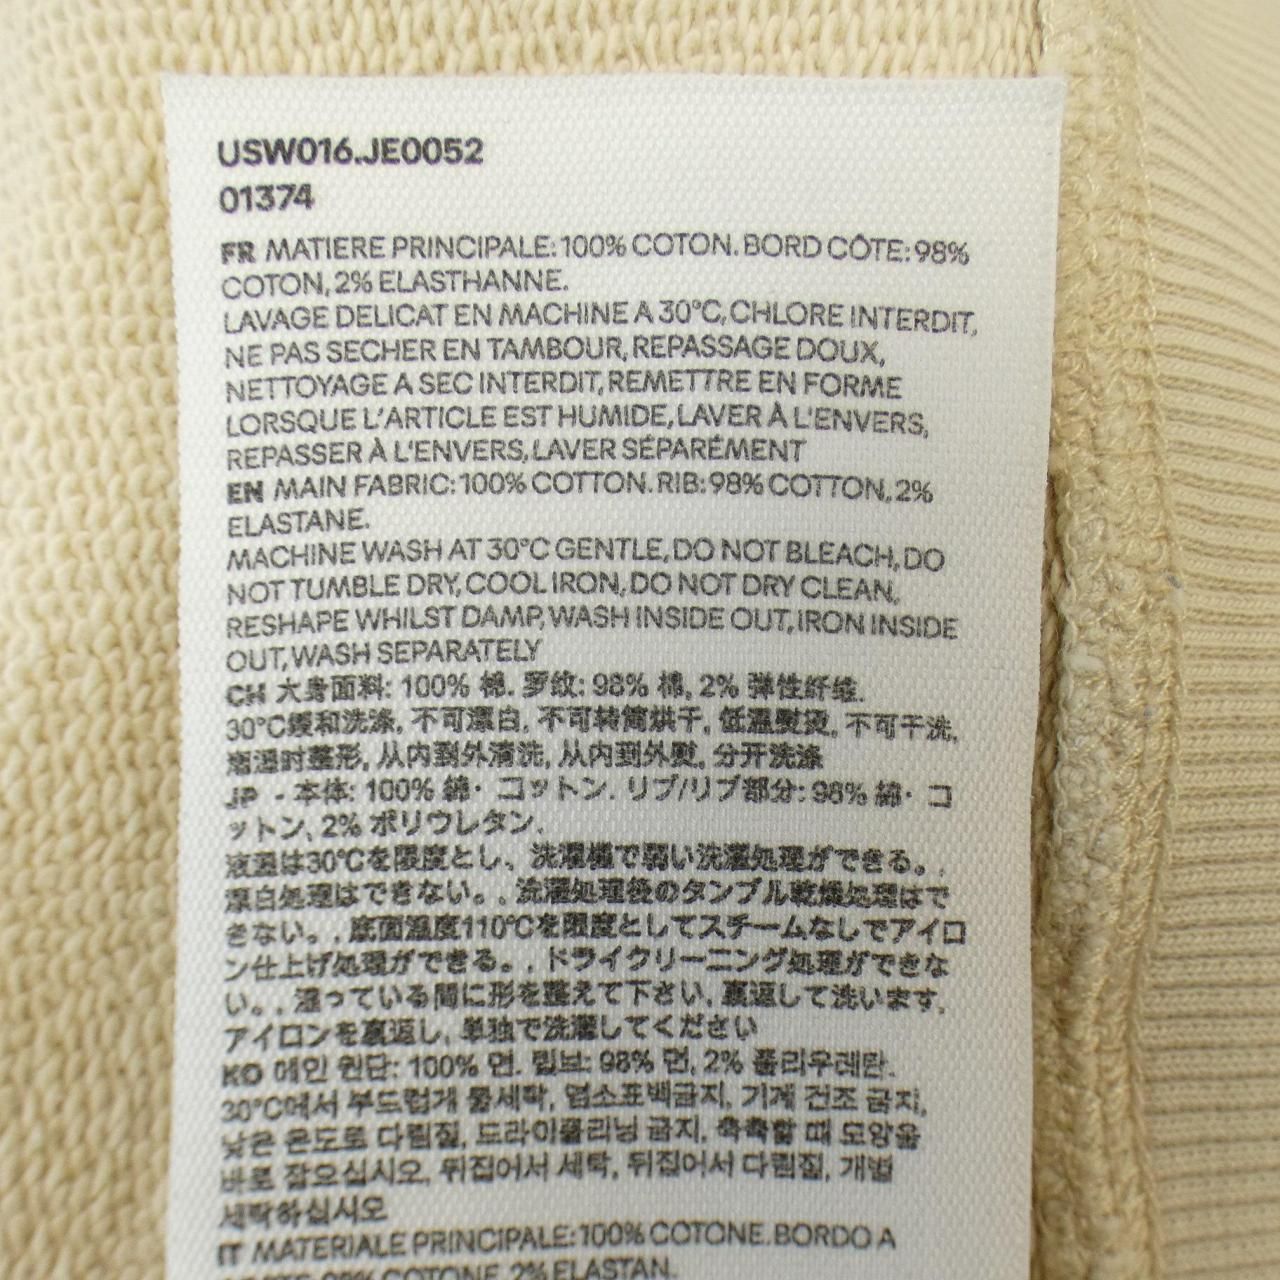 USW016.JE0052
01374
FR MATIERE PRINCIPALE: 100% COTON. BORD CÔTE: 98%
COTON, 2% ELASTHANNE.
LAVAGE DELICAT EN MACHINE A 30°C, CHLORE INTERDIT,
NE PAS SECHER EN TAMBOUR, REPASSAGE DOUX,
NETTOYAGE A SEC INTERDIT, REMETTRE EN FORME
LORSQUE L'ARTICLE EST HUMIDE, LAVER À L'ENVERS,
REPASSER À L'ENVERS, LAVER SÉPARÉMENT
EN MAIN FABRIC: 100% COTTON. RIB: 98% COTTON, 2%
ELASTANE.
MACHINE WASH AT 30°C GENTLE, DO NOT BLEACH, DO
NOT TUMBLE DRY, COOL IRON, DO NOT DRY CLEAN,
RESHAPE WHILST DAMP, WASH INSIDE OUT, IRON INSIDE
OUT, WASH SEPARATELY
CH 大身面料: 100% 棉. 罗纹: 98% 棉, 2% 弹性纤维.
30°C缓和洗涤, 不可漂白, 不可转筒烘干, 低温熨烫, 不可干洗,
潮湿时整形, 从内到外清洗, 从内到外熨, 分开洗涤
JP - 本体: 100% 綿・ コットン. リブ/リブ部分: 98% 綿・ コ
ットン, 2% ポリウレタン.
液温は30℃を限度とし、洗濯機で弱い洗濯処理ができる。,
漂白処理はできない。, 洗濯処理後のタンブル乾燥処理はで
きない。, 底面温度110℃を限度としてスチームなしでアイロ
ン仕上げ処理ができる。, ドライクリーニング処理ができな
い。, 湿っている間に形を整えて下さい, 裏返して洗います,
アイロンを裏返し, 単独で洗濯してください
KO 메인 원단: 100% 면. 립브: 98% 면, 2% 폴리우레탄.
30°C에서 부드럽게 물세탁, 염소표백금지, 기계 건조 금지,
낮은 온도로 다림질, 드라이클리닝 금지, 축축할 때 모양을
바로 잡으십시오, 뒤집어서 세탁, 뒤집어서 다림질, 개별
세탁하십시오
IT MATERIALE PRINCIPALE: 100% COTONE. BORDO A
98% COTONE, 2% ELASTAN.